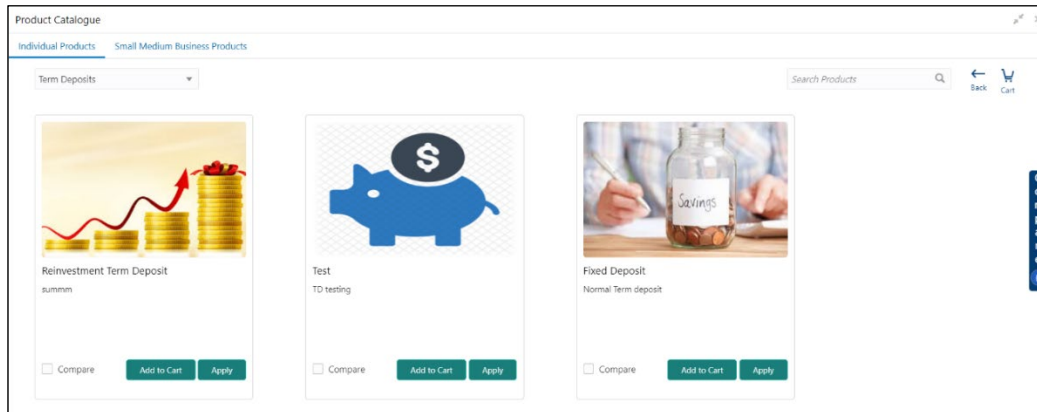 Product Catalogue
Individual Products Small Medium Business Products
Term Deposits
Search Products
Back
Cart
$
Savings
Reinvestment Term Deposit
summm
Test
TD testing
Fixed Deposit
Normal Term deposit
Compare Add to Cart Apply
Compare Add to Cart Apply
Compare Add to Cart Apply